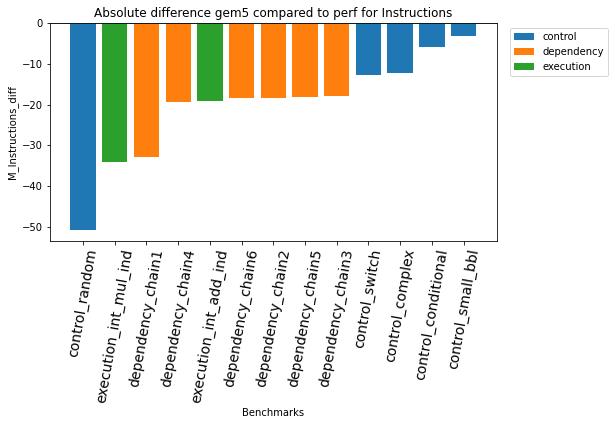 Absolute difference gem5 compared to perf for Instructions
M_Instructions_diff
0
−10
−20
−30
−40
−50
control_random
execution_int_mul_ind
dependency_chain1
dependency_chain4
execution_int_add_ind
dependency_chain6
dependency_chain2
dependency_chain5
dependency_chain3
control_switch
control_complex
control_conditional
control_small_bbl
Benchmarks
control
dependency
execution